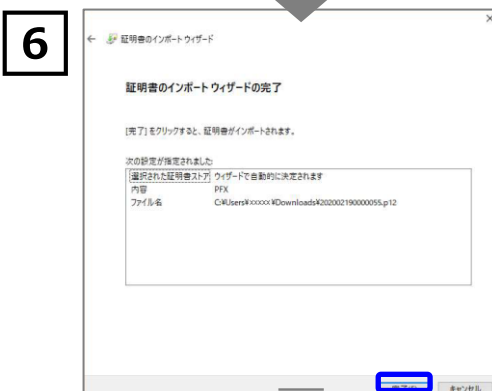 6
証明書のインポート ウィザード
証明書のインポート ウィザードの完了
[完了] をクリックすると、証明書がインポートされます。
次の設定が指定されました:
選択された証明書ストア ウィザードで自動的に決定されます
内容 PFX
ファイル名 C:¥Users¥xxxxx¥Downloads¥202002190000055.p12
キャンセル